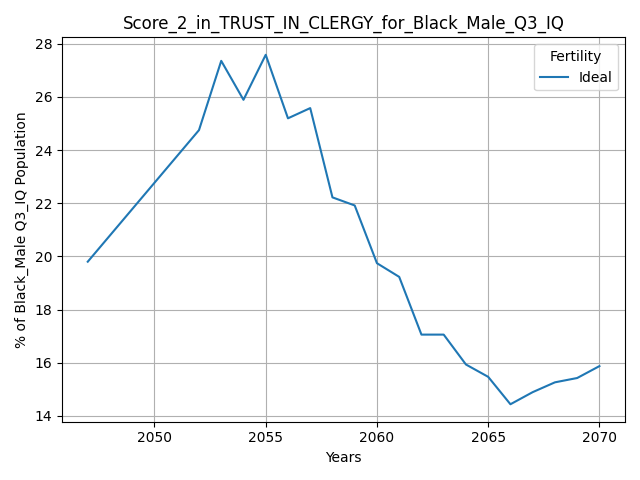 Score_2_in_TRUST_IN_CLERGY_for_Black_Male_Q3_IQ
28
26
24
22
20
18
16
14
% of Black_Male Q3_IQ Population
Fertility
Ideal
2050
2055
2060
2065
2070
Years